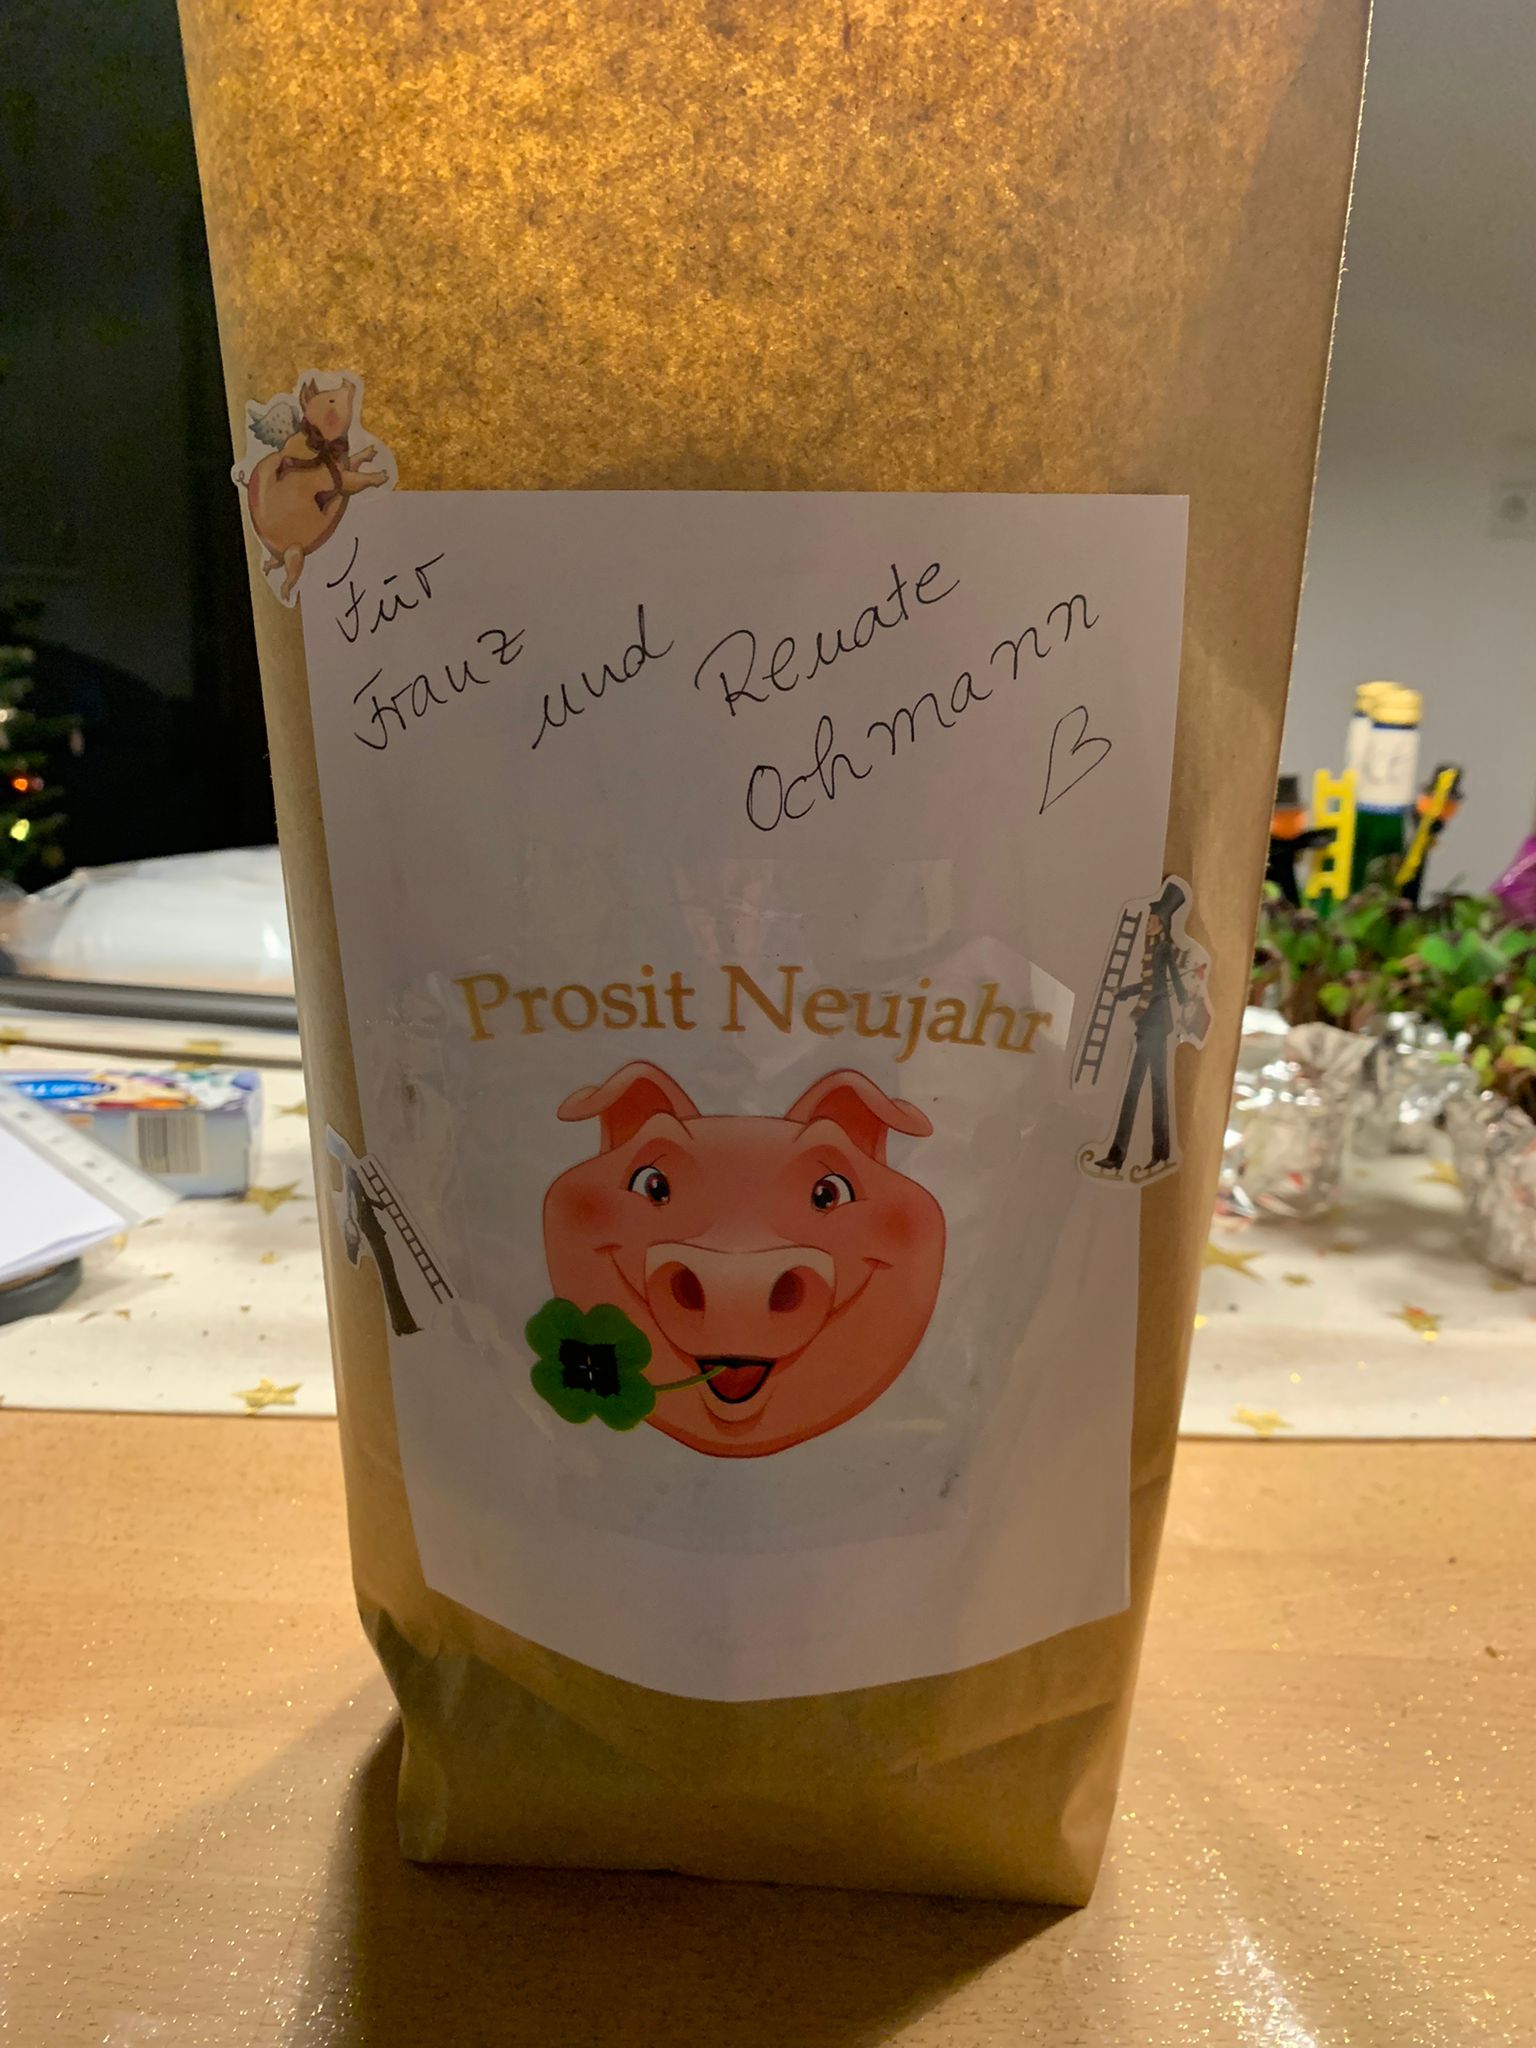 Für
Franz und Renate
Ochmann
Prosit Neujahr